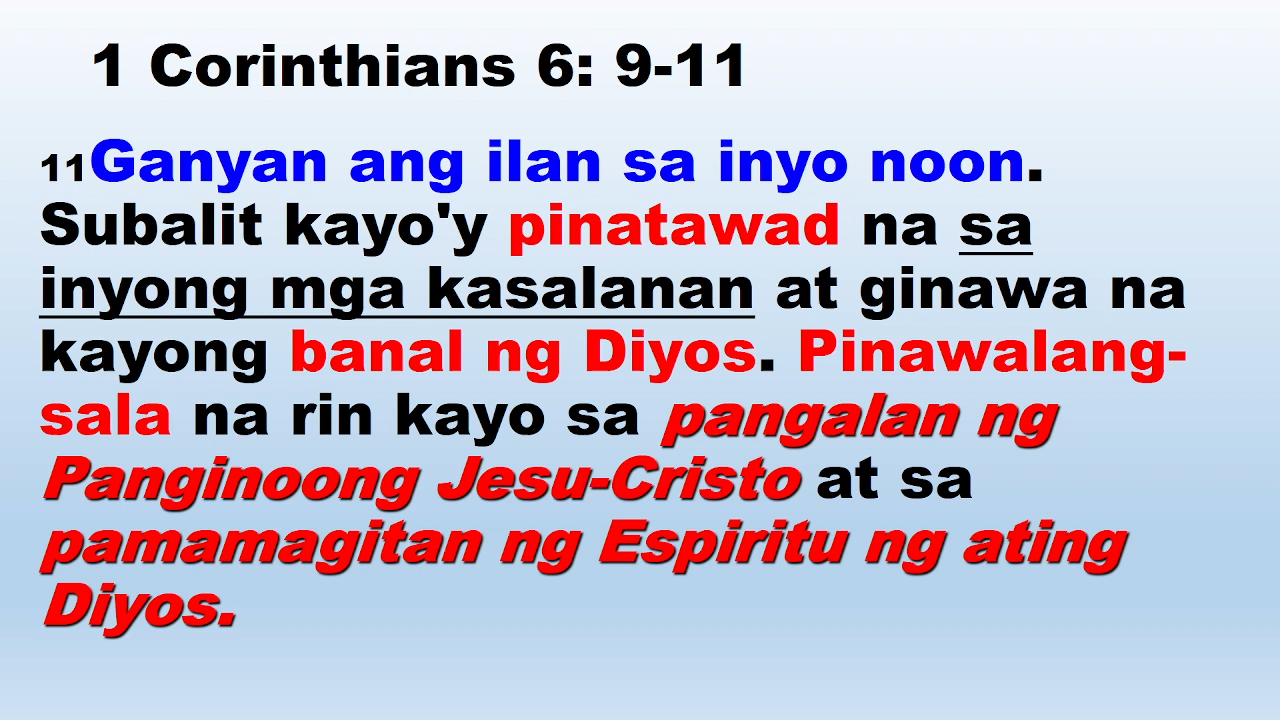 1 Corinthians 6: 9-11
11Ganyan ang ilan sa inyo noon.
Subalit kayo'y pinatawad na sa
inyong mga kasalanan at ginawa na
kayong banal ng Diyos. Pinawalang-
sala na rin kayo sa pangalan ng
Panginoong Jesu-Cristo at sa
pamamagitan ng Espiritu ng ating
Diyos.